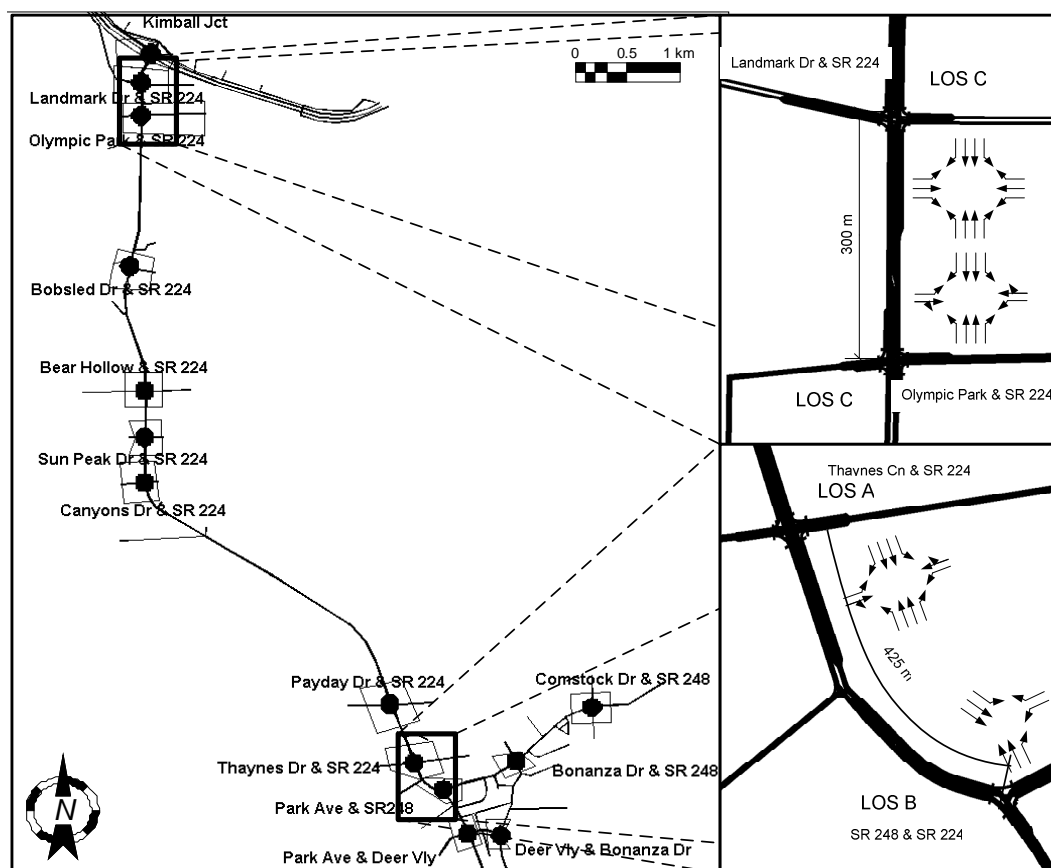 Kimball Jct
0 0.5 1 km
Landmark Dr & SR 224
Olympic Park & SR 224
Bobsled Dr & SR 224
Bear Hollow & SR 224
Sun Peak Dr & SR 224
Canyons Dr & SR 224
Payday Dr & SR 224
Comstock Dr & SR 248
Thaynes Dr & SR 224
Bonanza Dr & SR 248
Park Ave & SR248
Park Ave & Deer Vly
Deer Vly & Bonanza Dr
N
Landmark Dr & SR 224
LOS C
300 m
LOS C
Olympic Park & SR 224
Thaynes Cn & SR 224
LOS A
425 m
LOS B
SR 248 & SR 224